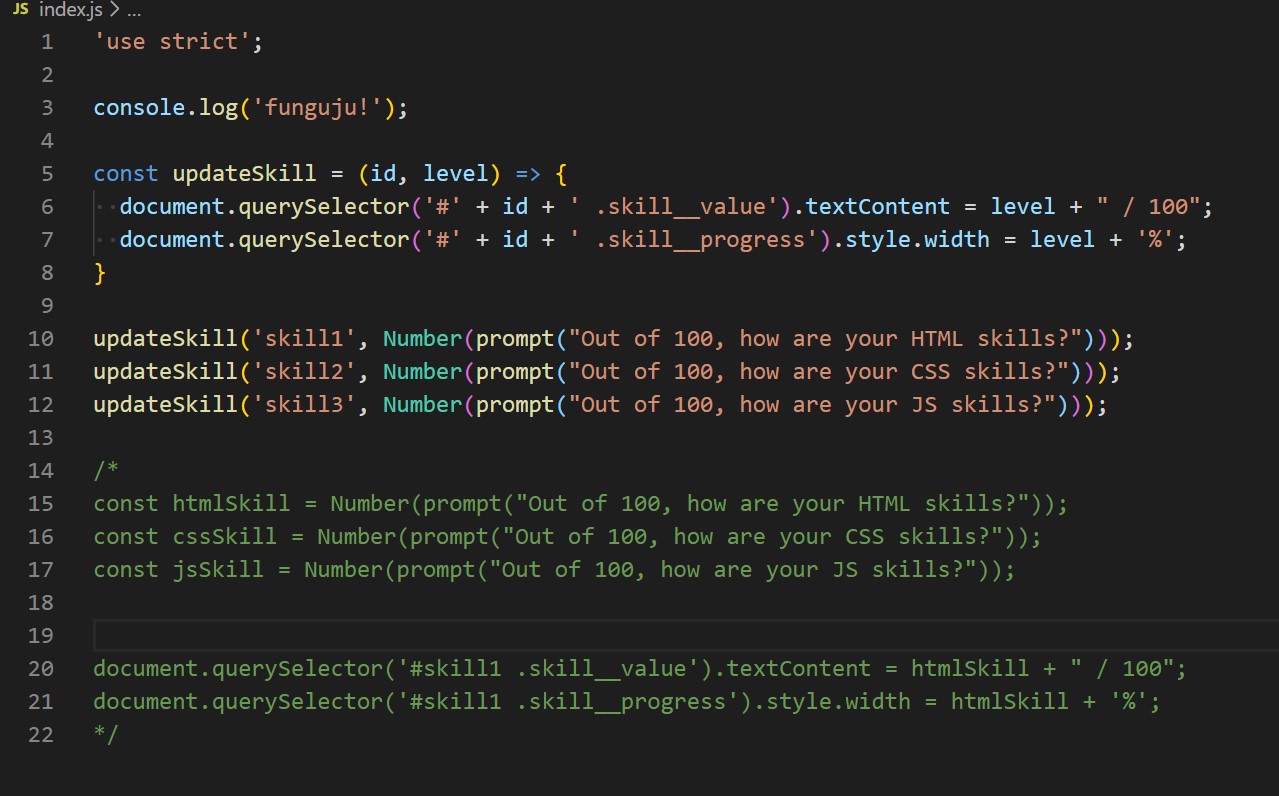 JS index.js > ...
1 'use strict';
2
3 console.log('funguju!');
4
5 const updateSkill = (id, level) => {
6   document.querySelector('#' + id + ' .skill__value').textContent = level + " / 100";
7   document.querySelector('#' + id + ' .skill__progress').style.width = level + '%';
8 }
9
10 updateSkill('skill1', Number(prompt("Out of 100, how are your HTML skills?")));
11 updateSkill('skill2', Number(prompt("Out of 100, how are your CSS skills?")));
12 updateSkill('skill3', Number(prompt("Out of 100, how are your JS skills?")));
13
14 /*
15 const htmlSkill = Number(prompt("Out of 100, how are your HTML skills?"));
16 const cssSkill = Number(prompt("Out of 100, how are your CSS skills?"));
17 const jsSkill = Number(prompt("Out of 100, how are your JS skills?"));
18
19
20 document.querySelector('#skill1 .skill__value').textContent = htmlSkill + " / 100";
21 document.querySelector('#skill1 .skill__progress').style.width = htmlSkill + '%';
22 */